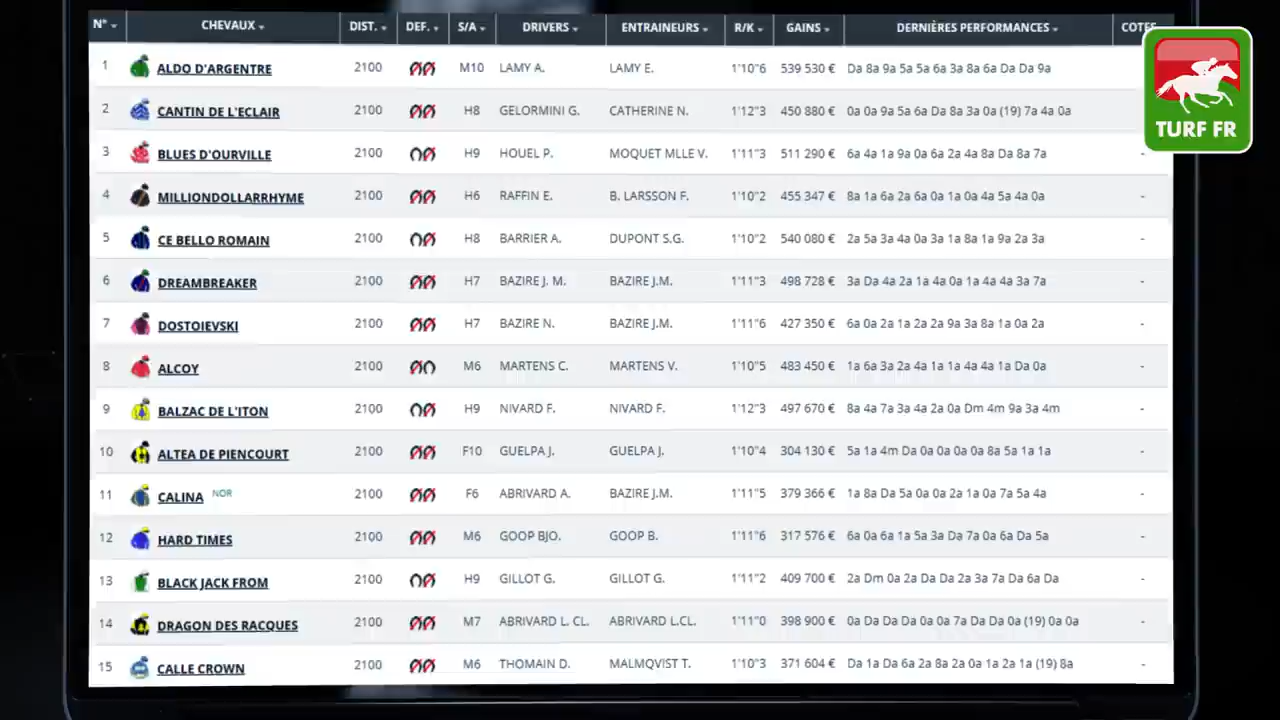 N° CHEVAUX DIST. DEF. S/A DRIVERS ENTRAINEURS R/K GAINS DERNIÈRES PERFORMANCES COTES
1 ALDO D'ARGENTRE 2100 M10 LAMY A. LAMY E. 1'10"6 539 530 € Da 8a 9a 5a 5a 6a 3a 8a 6a Da Da 9a
2 CANTIN DE L'ECLAIR 2100 H8 GELORMINI G. CATHERINE N. 1'12"3 450 880 € 0a 0a 9a 5a 6a Da 8a 3a 0a (19) 7a 4a 0a
3 BLUES D'OURVILLE 2100 H9 HOUEL P. MOQUET MLLE V. 1'11"3 511 290 € 6a 4a 1a 9a 0a 6a 2a 4a 8a Da 8a 7a -
4 MILLIONDOLLARRHYME 2100 H6 RAFFIN E. B. LARSSON F. 1'10"2 455 347 € 8a 1a 6a 2a 6a 0a 1a 0a 4a 5a 4a 0a -
5 CE BELLO ROMAIN 2100 H8 BARRIER A. DUPONT S.G. 1'10"2 540 080 € 2a 5a 3a 4a 0a 3a 1a 8a 1a 9a 2a 3a -
6 DREAMBREAKER 2100 H7 BAZIRE J. M. BAZIRE J.M. 1'11"3 498 728 € 3a Da 4a 2a 1a 4a 0a 1a 4a 4a 3a 7a -
7 DOSTOIEVSKI 2100 H7 BAZIRE N. BAZIRE J.M. 1'11"6 427 350 € 6a 0a 2a 1a 2a 2a 9a 3a 8a 1a 0a 2a -
8 ALCOY 2100 M6 MARTENS C. MARTENS V. 1'10"5 483 450 € 1a 6a 3a 2a 4a 1a 1a 4a 4a 1a Da 0a -
9 BALZAC DE L'ITON 2100 H9 NIVARD F. NIVARD F. 1'12"3 497 670 € 8a 4a 7a 3a 4a 2a 0a Dm 4m 9a 3a 4m -
10 ALTEA DE PIENCOURT 2100 F10 GUELPA J. GUELPA J. 1'10"4 304 130 € 5a 1a 4m Da 0a 0a 0a 0a 8a 5a 1a 1a -
11 CALINA NOR 2100 F6 ABRIVARD A. BAZIRE J.M. 1'11"5 379 366 € 1a 8a Da 5a 0a 0a 2a 1a 0a 7a 5a 4a -
12 HARD TIMES 2100 M6 GOOP BJO. GOOP B. 1'11"6 317 576 € 6a 0a 6a 1a 5a 3a Da 7a 0a 6a Da 5a -
13 BLACK JACK FROM 2100 H9 GILLOT G. GILLOT G. 1'11"2 409 700 € 2a Dm 0a 2a Da Da 2a 3a 7a Da 6a Da -
14 DRAGON DES RACQUES 2100 M7 ABRIVARD L. CL. ABRIVARD L.CL. 1'11"0 398 900 € 0a Da Da Da 0a 0a 7a Da Da 0a (19) 0a 0a -
15 CALLE CROWN 2100 M6 THOMAIN D. MALMQVIST T. 1'10"3 371 604 € Da 1a Da 6a 2a 8a 2a 0a 1a 2a 1a (19) 8a -
TURF FR